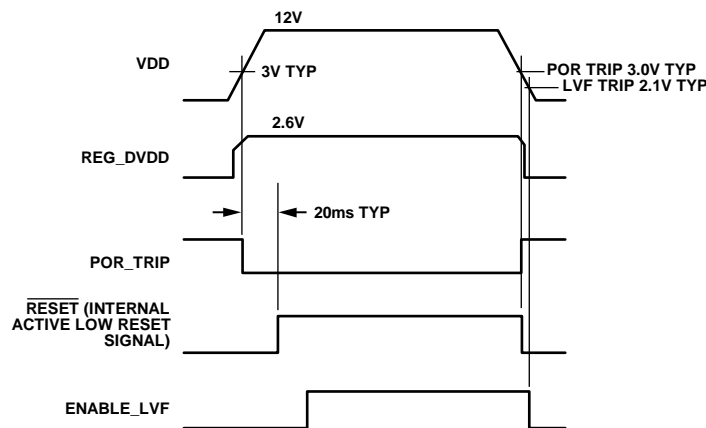 12V
VDD
3V TYP
POR TRIP 3.0V TYP
LVF TRIP 2.1V TYP
2.6V
REG_DVDD
20ms TYP
POR_TRIP
RESET (INTERNAL
ACTIVE LOW RESET
SIGNAL)
ENABLE_LVF